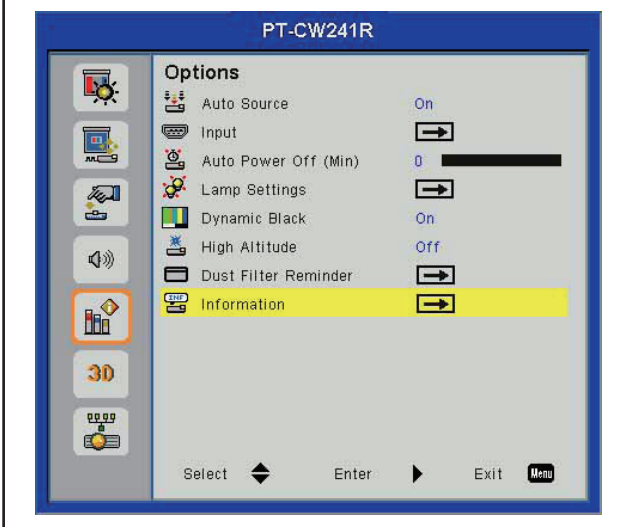 PT-CW241R
Options
Auto Source On
Input
Auto Power Off (Min) 0
Lamp Settings
Dynamic Black On
High Altitude Off
Dust Filter Reminder
INF Information
3D
Select Enter Exit Menu